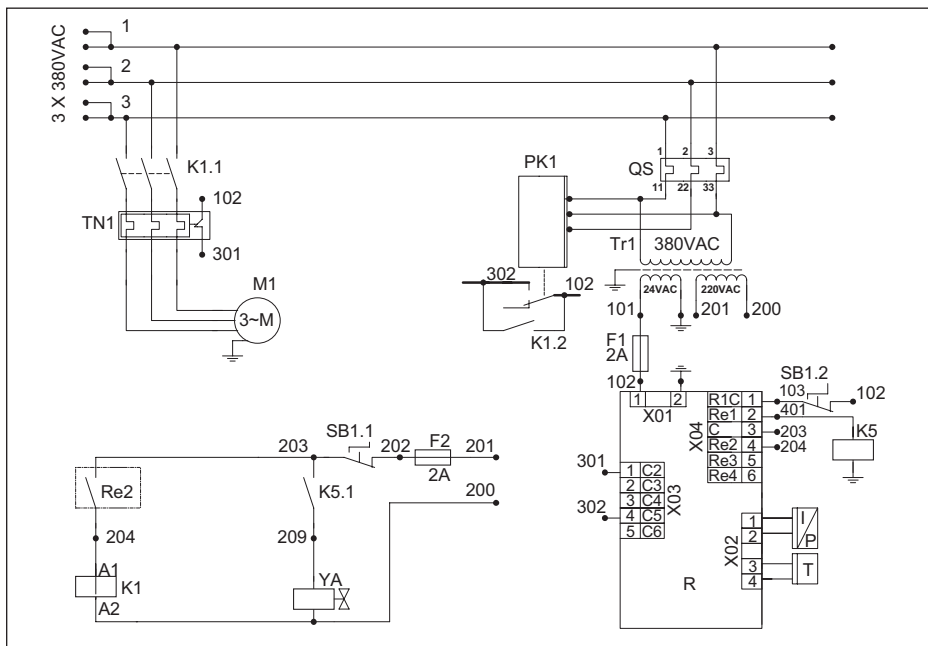 3 X 380VAC
1
2
3
K1.1
102
TN1
301
M1
3~M
PK1
1 2 3
QS
11 22 33
Tr1 380VAC
24VAC 220VAC
302 102
K1.2
101 201 200
F1
2A
102
1 2
X01
SB1.2
103 102
401
K5
R1C 1
Re1 2
C 3 203
Re2 4 204
Re3 5
Re4 6
X04
301
302
1 C2
2 C3
3 C4
4 C5
5 C6
X03
X02
1
2
3
4
I/P
T
R
203 SB1.1 202 F2 201
2A
200
Re2
K5.1
204 209
A1
K1
A2
YA